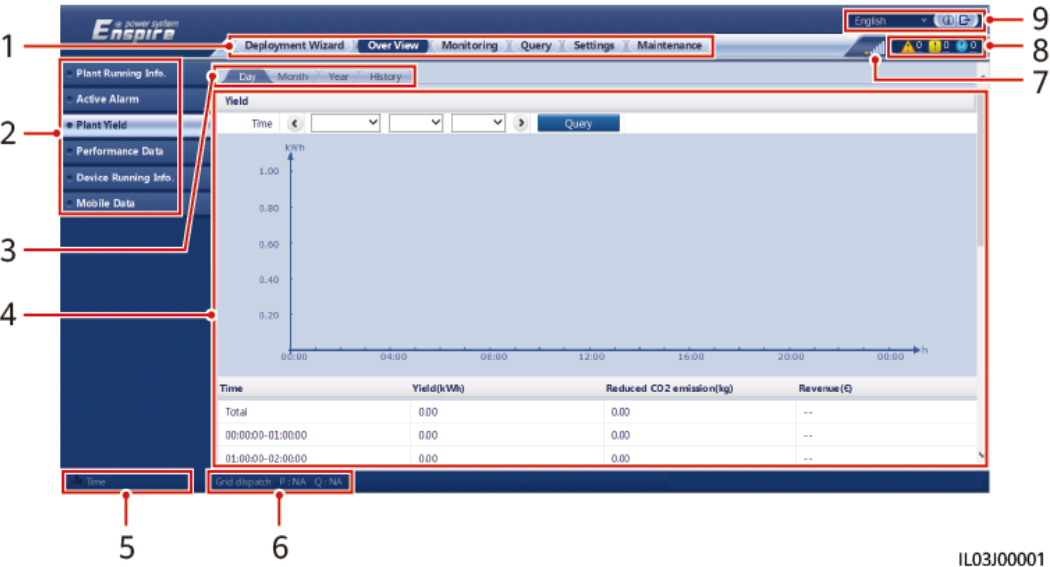 e power system
Enspire
English
9
1
Deployment Wizard Over View Monitoring Query Settings Maintenance
0 0 0
8
7
Plant Running Info.
Active Alarm
Plant Yield
Performance Data
Device Running Info.
Mobile Data
2
3
Day Month Year History
Yield
Time Query
kWh
1.00
0.80
0.60
0.40
0.20
00:00 04:00 08:00 12:00 16:00 20:00 00:00 h
4
Time Yield(kWh) Reduced CO2 emission(kg) Revenue(€)
Total 0.00 0.00 --
00:00:00-01:00:00 0.00 0.00 --
01:00:00-02:00:00 0.00 0.00 --
Time
Grid dispatch P : NA Q : NA
5
6
IL03J00001